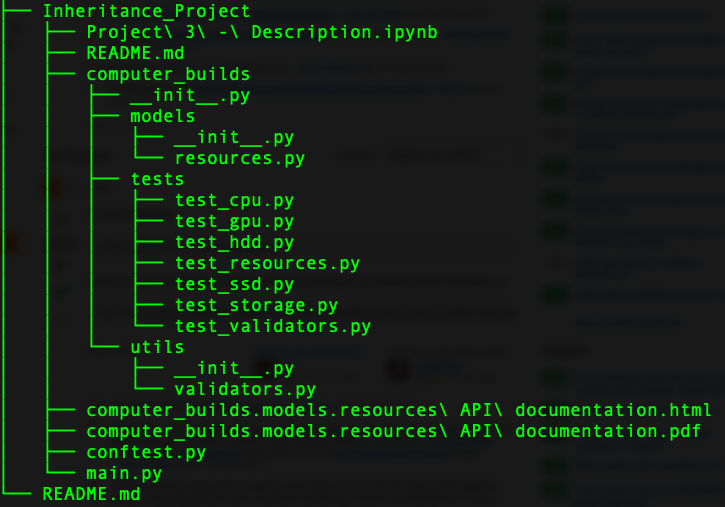 ├── Inheritance_Project
│   ├── Project\ 3\ -\ Description.ipynb
│   ├── README.md
│   ├── computer_builds
│   │   ├── __init__.py
│   │   ├── models
│   │   │   ├── __init__.py
│   │   │   └── resources.py
│   │   ├── tests
│   │   │   ├── test_cpu.py
│   │   │   ├── test_gpu.py
│   │   │   ├── test_hdd.py
│   │   │   ├── test_resources.py
│   │   │   ├── test_ssd.py
│   │   │   ├── test_storage.py
│   │   │   └── test_validators.py
│   │   └── utils
│   │       ├── __init__.py
│   │       └── validators.py
│   ├── computer_builds.models.resources\ API\ documentation.html
│   ├── computer_builds.models.resources\ API\ documentation.pdf
│   ├── conftest.py
│   └── main.py
└── README.md